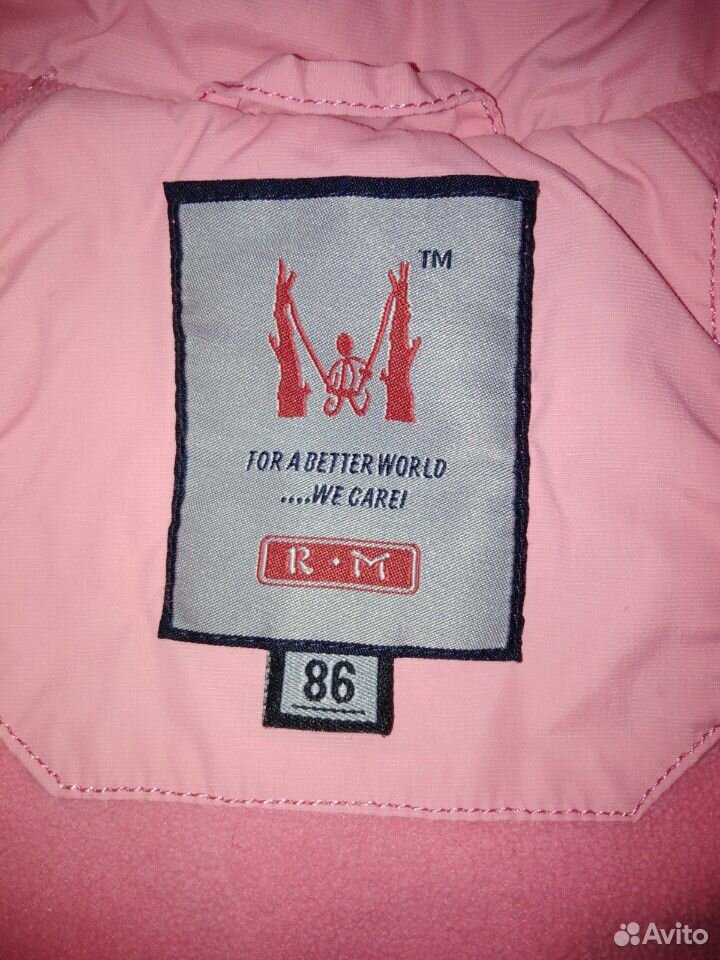 TM
FOR A BETTER WORLD
....WE CARE!
R·M
86
Avito